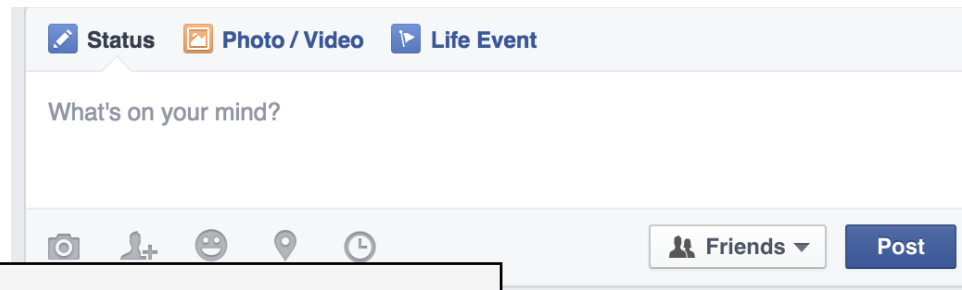 Status Photo / Video Life Event
What's on your mind?
Friends Post